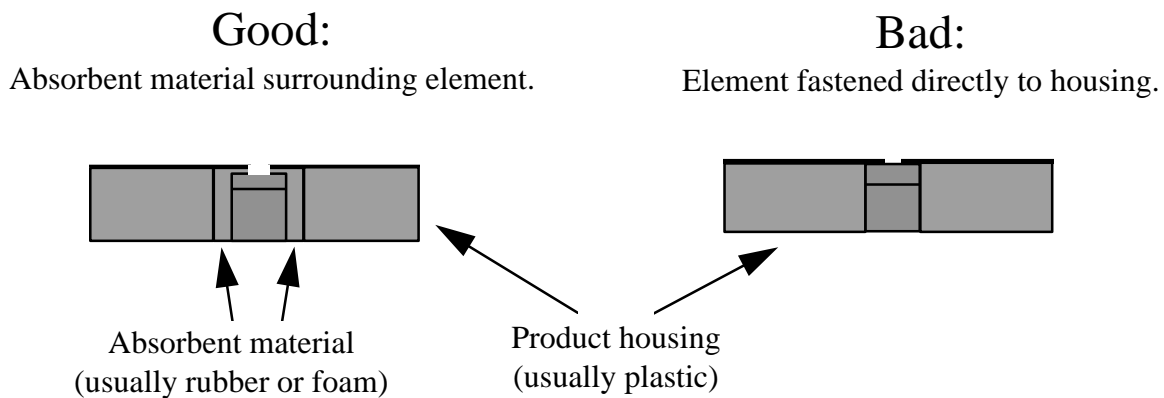 Good:
Absorbent material surrounding element.
Bad:
Element fastened directly to housing.
Absorbent material
(usually rubber or foam)
Product housing
(usually plastic)